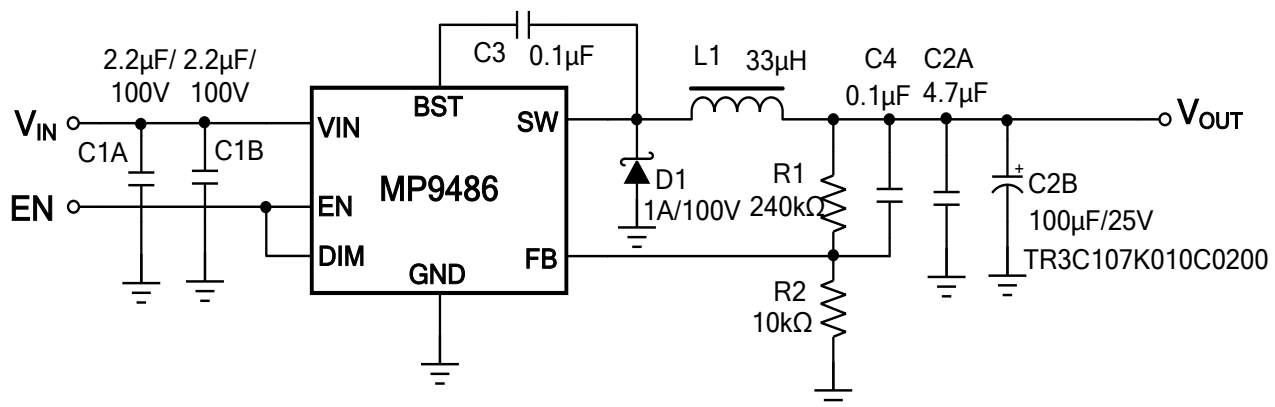 2.2µF/ 2.2µF/
100V 100V
C3 0.1µF
L1 33µH
C4 C2A
0.1µF 4.7µF
BST
VIN
VIN
SW
VOUT
C1A
C1B
MP9486
D1
1A/100V
R1
240kΩ
+
C2B
100µF/25V
TR3C107K010C0200
EN
EN
DIM
GND
FB
R2
10kΩ